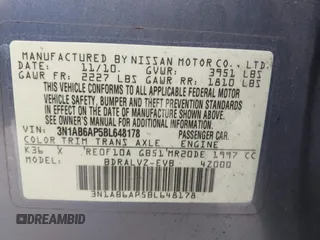 MANUFACTURED BY NISSAN MOTOR CO., LTD.
DATE: 11/10. GVWR: 3951 LBS
GAWR FR: 2227 LBS GAWR RR: 1810 LBS
THIS VEHICLE CONFORMS TO ALL APPLICABLE FEDERAL MOTOR VEHICLE
SAFETY, BUMPER, AND THEFT PREVENTION STANDARDS
IN EFFECT ON THE DATE OF MANUFACTURE SHOWN ABOVE.
SEE OWNER'S MANUAL OR ADDITIONAL
VIN: 3N1AB6AP5BL648178 PASSENGER CAR.
COLOR TRIM TRANS AXLE ENGINE
K36 X RE0F10A GB51 MR20DE 1997 CC
MODEL BDRALVZ-EVB 42000
3N1AB6AP5BL648178